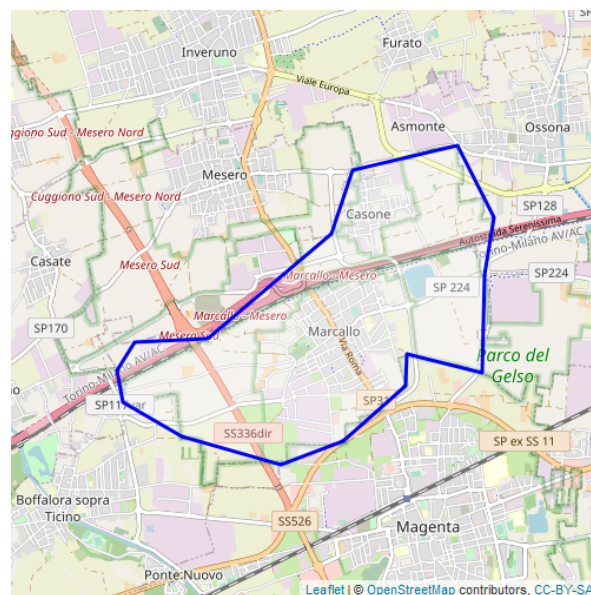 SP
Furato
Inveruno
Viale Europa
Asmonte
Ossona
ggiono Sud - Mesero Nord
Mesero
Cuggiono Sud - Mesero Nord
Casone
SP128
Autostrada Serenissima
Torino-Milano AV/AC
Casate
Mesero Sud
Marcallo - Mesero
SP 224
SP224
SP170
Marcallo - Mesero
Marcallo
Mesero Sud
Via Roma
Parco del
Gelso
Torino-Milano AV/AC
SP117var
SP31
SS336dir
SP ex SS 11
Boffalora sopra
Ticino
SS526
Magenta
Ponte Nuovo
Leaflet | © OpenStreetMap contributors, CC-BY-SA